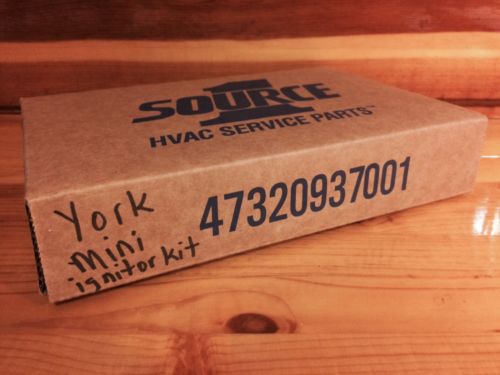 SOURCE 1
HVAC SERVICE PARTS™
47320937001
York
mini
ignitor kit